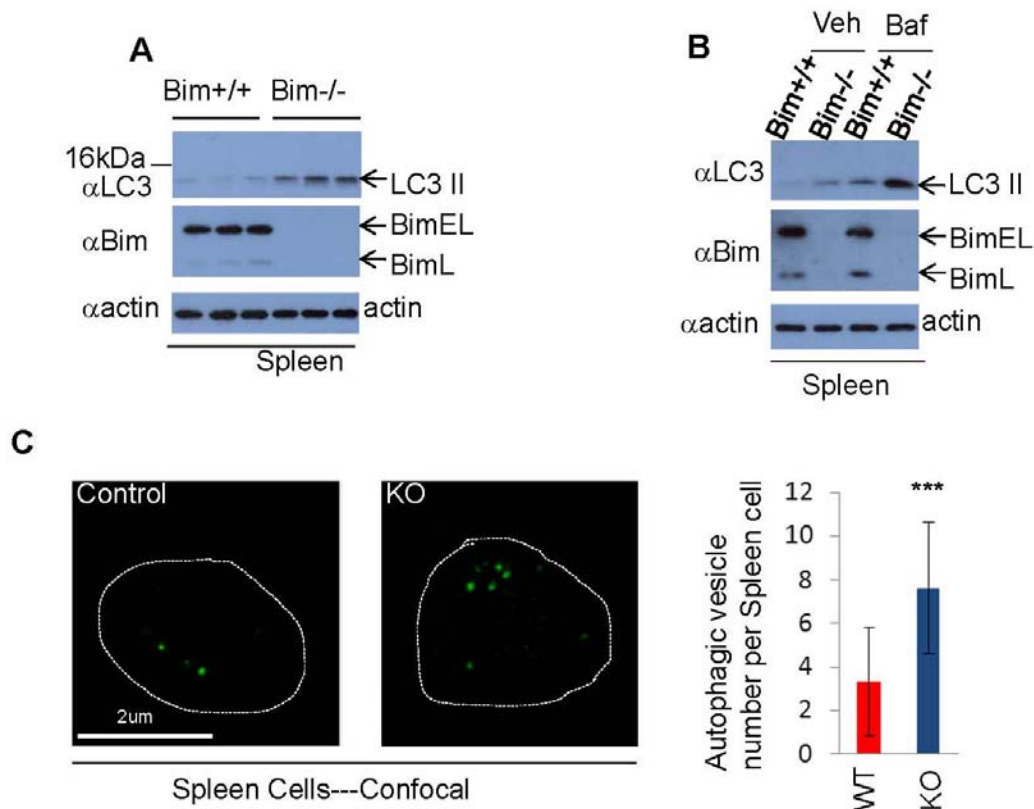 A
Bim+/+ Bim-/-
16kDa
αLC3
LC3 II
αBim
BimEL
BimL
αactin
actin
Spleen
B
Veh Baf
Bim+/+ Bim-/- Bim+/+ Bim-/-
αLC3
LC3 II
αBim
BimEL
BimL
αactin
actin
Spleen
C
Control
2um
KO
Spleen Cells---Confocal
Autophagic vesicle
number per Spleen cell
12
10
8
6
4
2
0
***
WT
KO